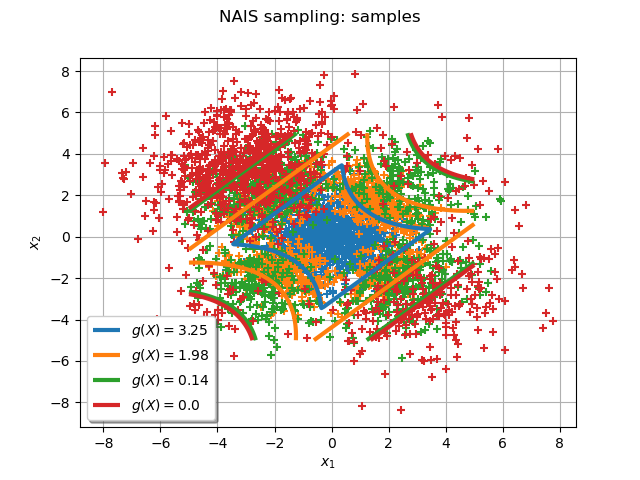 NAIS sampling: samples
8
6
4
2
0
−2
−4
−6
−8
x2
g(X) = 3.25
g(X) = 1.98
g(X) = 0.14
g(X) = 0.0
−8 −6 −4 −2 0 2 4 6 8
x1